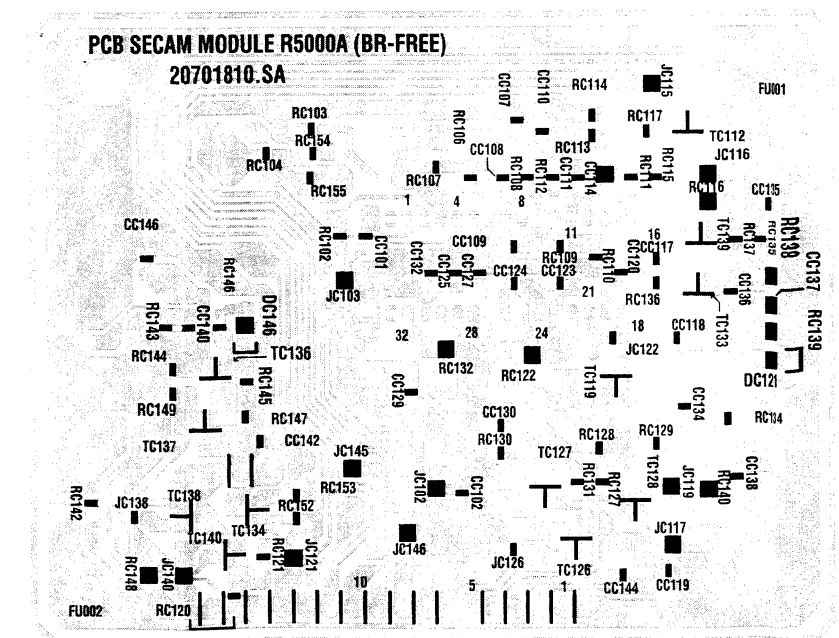 PCB SECAM MODULE R5000A (BR-FREE)
20701810.SA
FU001
JC115
RC114
CC107
CC110
RC103
RC117
RC106
TC112
RC154
RC113
CC108
JC116
RC104
RC107
RC108
RC112
CC111
CC114
RC111
RC115
RC116
RC155
CC135
1
4
8
CC146
RC102
CC101
CC109
11
16
TC139
RC137
RC135
RC138
CC132
CC125
CC127
RC109
RC110
CC120
CC117
RC146
JC103
CC124
CC123
21
RC136
CC136
CC137
RC143
CC140
DC146
32
28
24
18
JC122
CC118
TC133
RC139
RC144
TC136
RC132
RC122
DC121
RC145
CC129
TC119
RC149
RC147
CC134
RC134
TC137
CC142
CC130
RC130
TC127
RC128
RC129
JC145
RC153
TC128
CC138
RC142
JC138
TC138
RC152
JC102
CC102
RC131
RC127
JC119
RC140
TC134
TC140
RC121
JC121
JC146
JC126
TC126
JC117
RC148
JC140
10
5
1
CC144
CC119
FU002
RC120